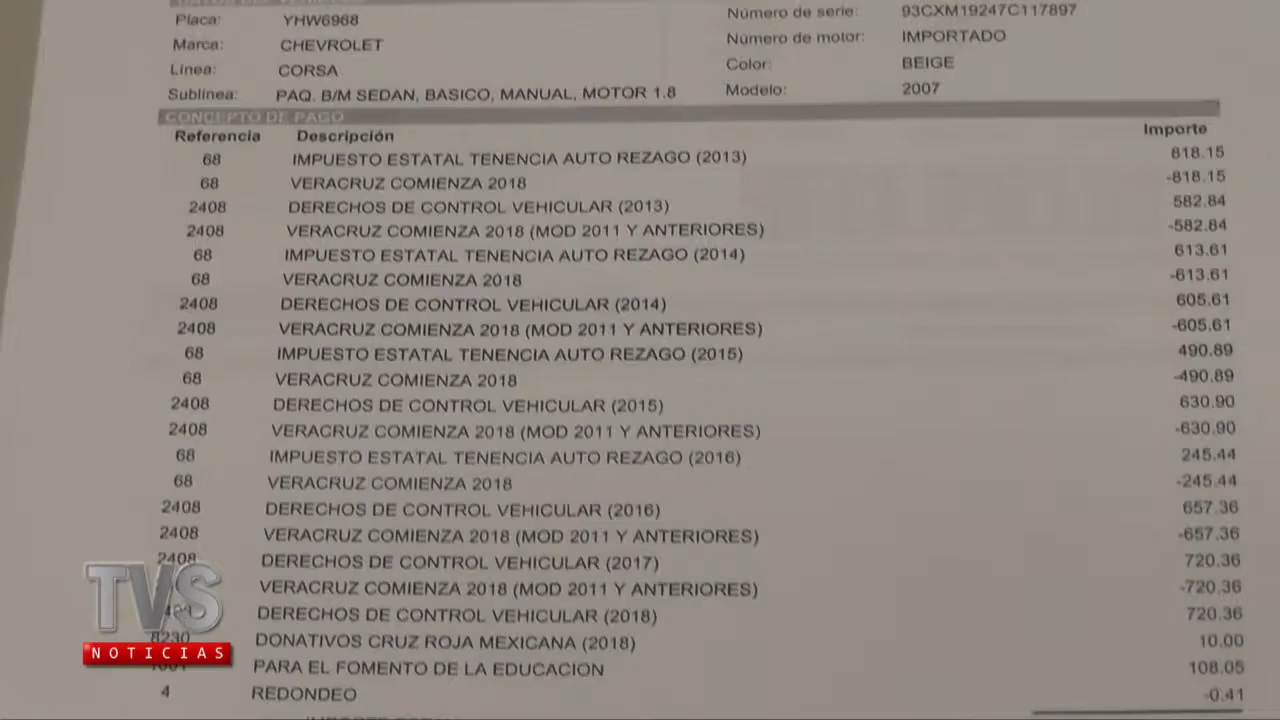 Placa: YHW6968 Número de serie: 93CXM19247C117897
Marca: CHEVROLET Número de motor: IMPORTADO
Línea: CORSA Color: BEIGE
Sublinea: PAQ. B/M SEDAN, BASICO, MANUAL, MOTOR 1.8 Modelo: 2007
CONCEPTO DE PAGO
Referencia Descripción Importe
68 IMPUESTO ESTATAL TENENCIA AUTO REZAGO (2013) 818.15
68 VERACRUZ COMIENZA 2018 -818.15
2408 DERECHOS DE CONTROL VEHICULAR (2013) 582.84
2408 VERACRUZ COMIENZA 2018 (MOD 2011 Y ANTERIORES) -582.84
68 IMPUESTO ESTATAL TENENCIA AUTO REZAGO (2014) 613.61
68 VERACRUZ COMIENZA 2018 -613.61
2408 DERECHOS DE CONTROL VEHICULAR (2014) 605.61
2408 VERACRUZ COMIENZA 2018 (MOD 2011 Y ANTERIORES) -605.61
68 IMPUESTO ESTATAL TENENCIA AUTO REZAGO (2015) 490.89
68 VERACRUZ COMIENZA 2018 -490.89
2408 DERECHOS DE CONTROL VEHICULAR (2015) 630.90
2408 VERACRUZ COMIENZA 2018 (MOD 2011 Y ANTERIORES) -630.90
68 IMPUESTO ESTATAL TENENCIA AUTO REZAGO (2016) 245.44
68 VERACRUZ COMIENZA 2018 -245.44
2408 DERECHOS DE CONTROL VEHICULAR (2016) 657.36
2408 VERACRUZ COMIENZA 2018 (MOD 2011 Y ANTERIORES) -657.36
2408 DERECHOS DE CONTROL VEHICULAR (2017) 720.36
VERACRUZ COMIENZA 2018 (MOD 2011 Y ANTERIORES) -720.36
DERECHOS DE CONTROL VEHICULAR (2018) 720.36
8230 DONATIVOS CRUZ ROJA MEXICANA (2018) 10.00
PARA EL FOMENTO DE LA EDUCACION 108.05
4 REDONDEO -0.41
TVS
NOTICIAS